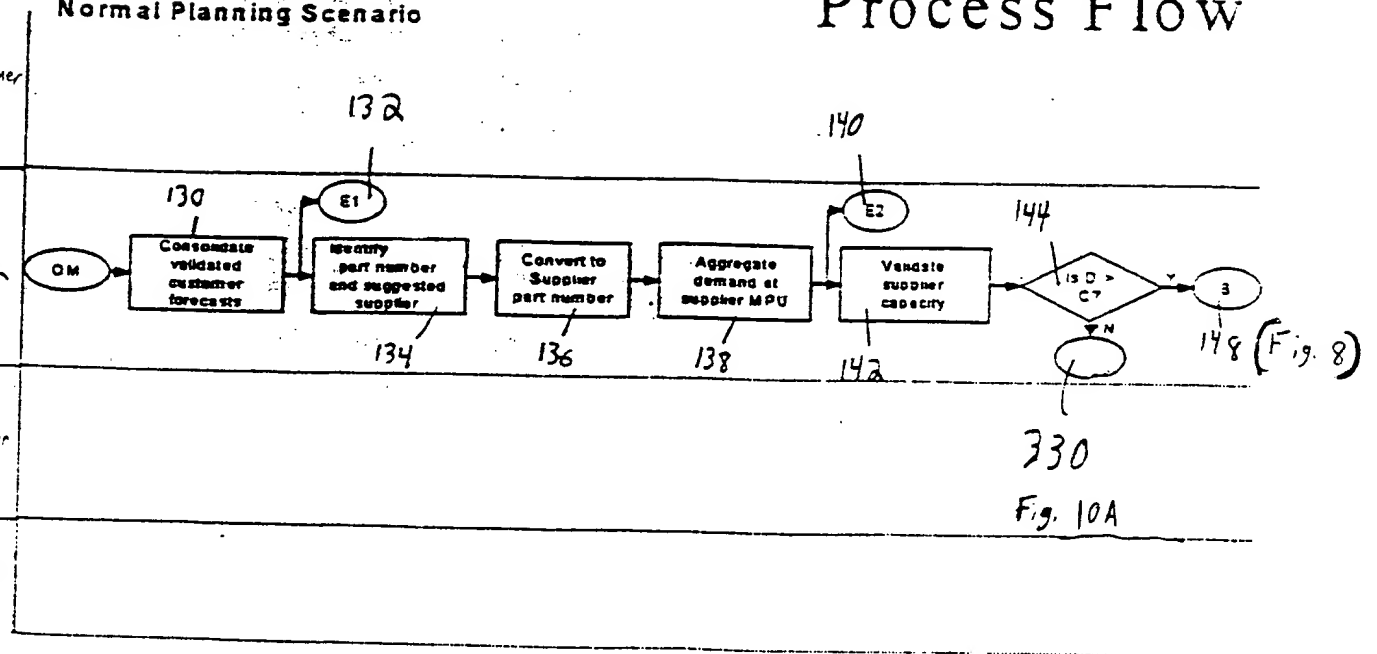 Normal Planning Scenario
Process Flow
132
140
130
E1
E2
144
OM
Consolidate
validated
customer
forecasts
Identify
part number
and suggested
supplier
Convert to
Supplier
part number
Aggregate
demand at
supplier MPU
Validate
supplier
capacity
Is D >
C?
Y
3
N
134
136
138
142
148 (Fig. 8)
330
Fig. 10A